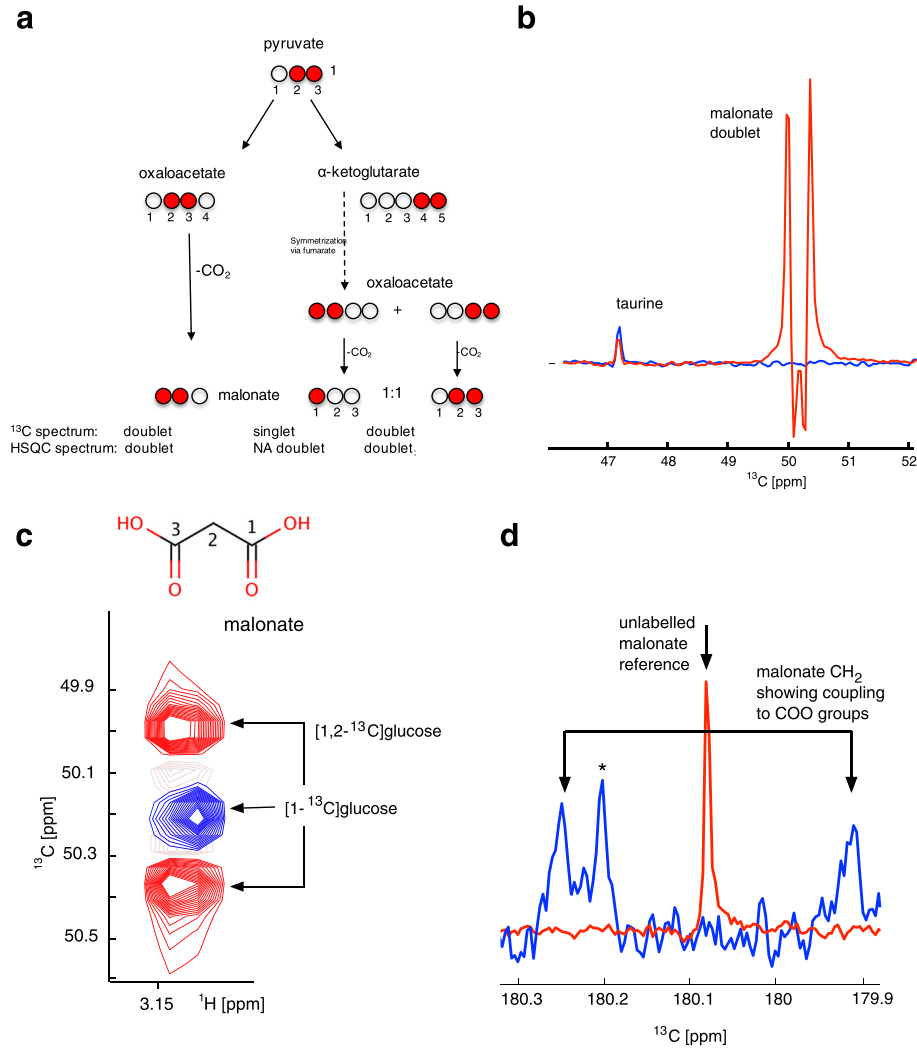 a
pyruvate
1
1 2 3
oxaloacetate
α-ketoglutarate
1 2 3 4
1 2 3 4 5
Symmetrization
via fumarate
-CO2
oxaloacetate
+
-CO2
-CO2
malonate
1:1
1 2 3
1 2 3
13C spectrum: doublet singlet doublet
HSQC spectrum: doublet NA doublet doublet
b
malonate
doublet
taurine
47 48 49 50 51 52
13C [ppm]
c
HO 3 1 OH
2
O O
malonate
49.9
50.1
50.3
50.5
13C [ppm]
[1,2-13C]glucose
[1-13C]glucose
3.15 1H [ppm]
d
unlabelled
malonate
reference
malonate CH2
showing coupling
to COO groups
*
180.3 180.2 180.1 180 179.9
13C [ppm]